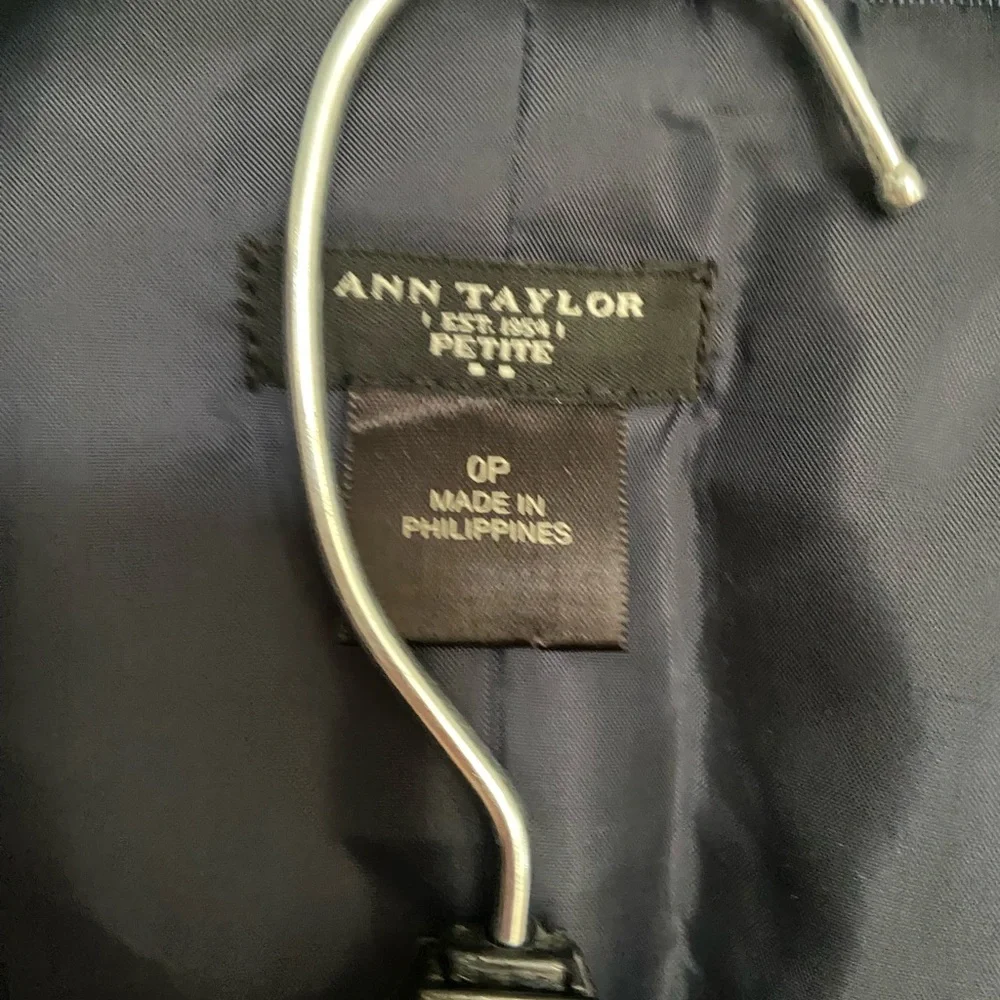 ANN TAYLOR
EST. 1954
PETITE
0P
MADE IN
PHILIPPINES